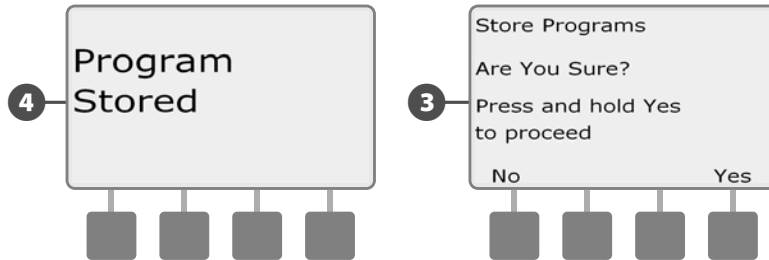 4
Program
Stored
3
Store Programs
Are You Sure?
Press and hold Yes
to proceed
No Yes